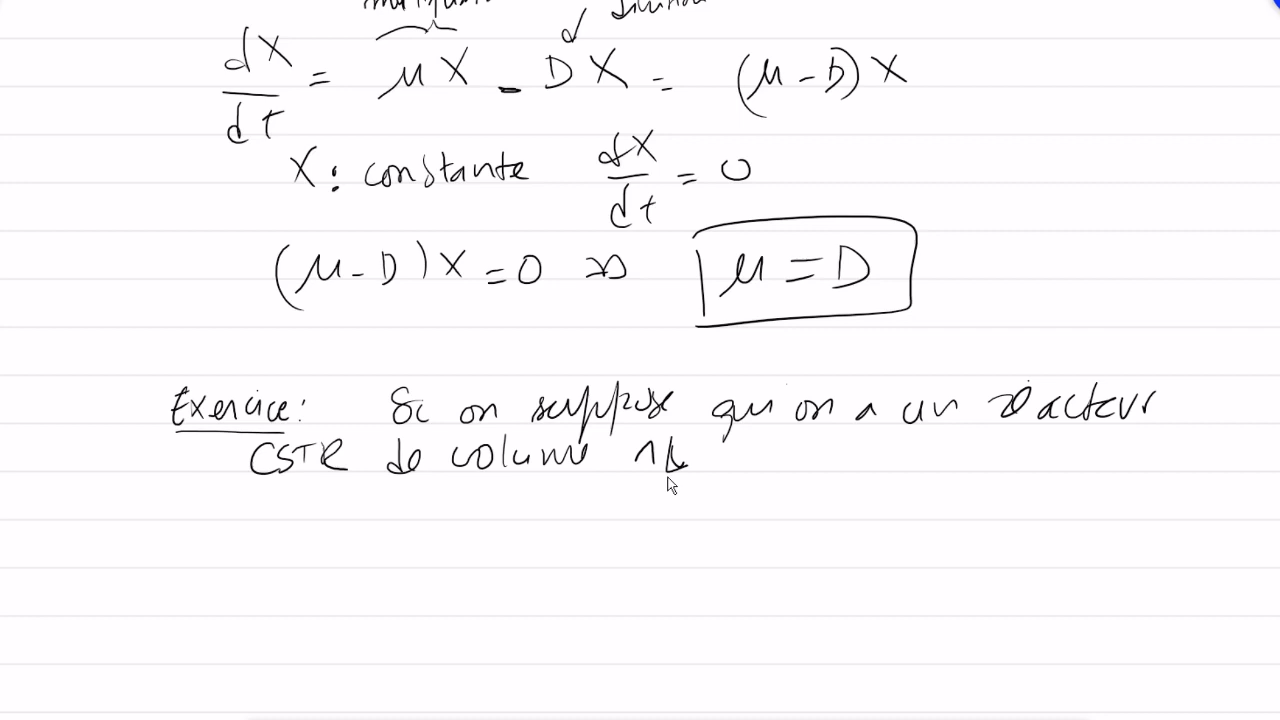 dX/dt = μX - DX = (μ - D)X
X : constante dX/dt = 0
(μ - D)X = 0 ⇒ μ = D
Exercice : Si on suppose qu'on a un réacteur
CSTR de volume 1L